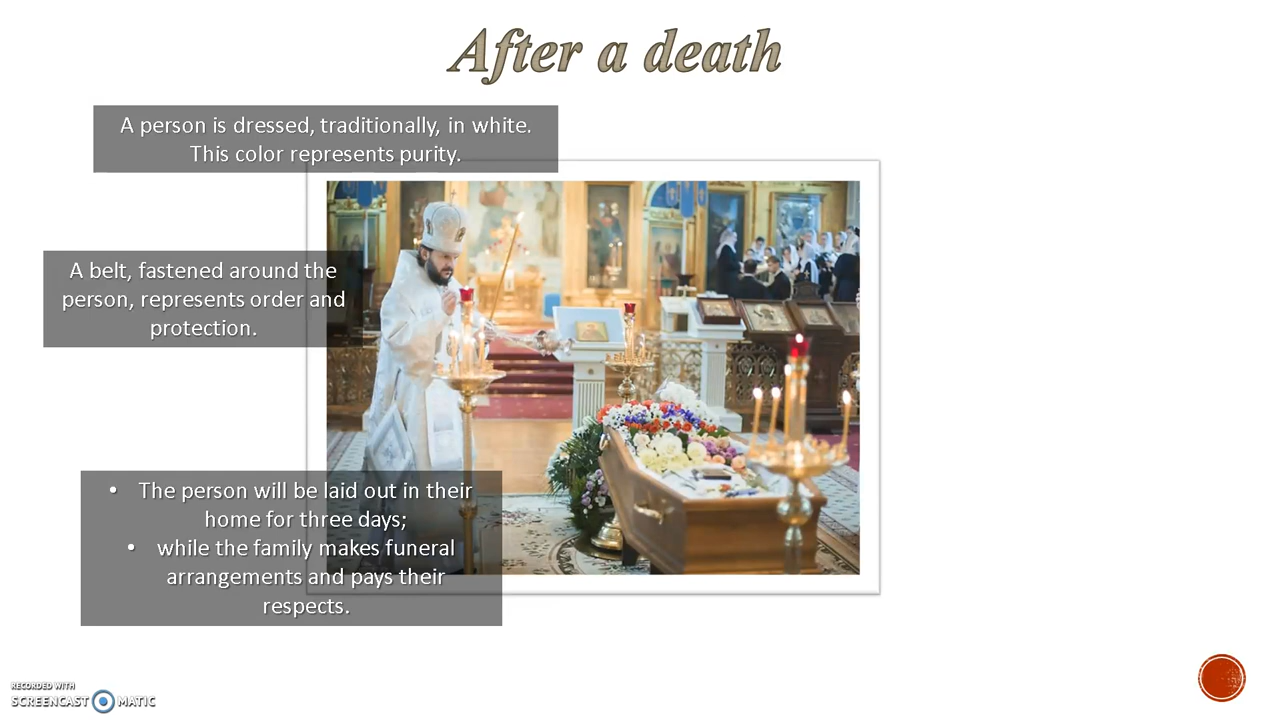 After a death
A person is dressed, traditionally, in white.
This color represents purity.
A belt, fastened around the
person, represents order and
protection.
• The person will be laid out in their
home for three days;
• while the family makes funeral
arrangements and pays their
respects.
RECORDED WITH
SCREENCAST MATIC